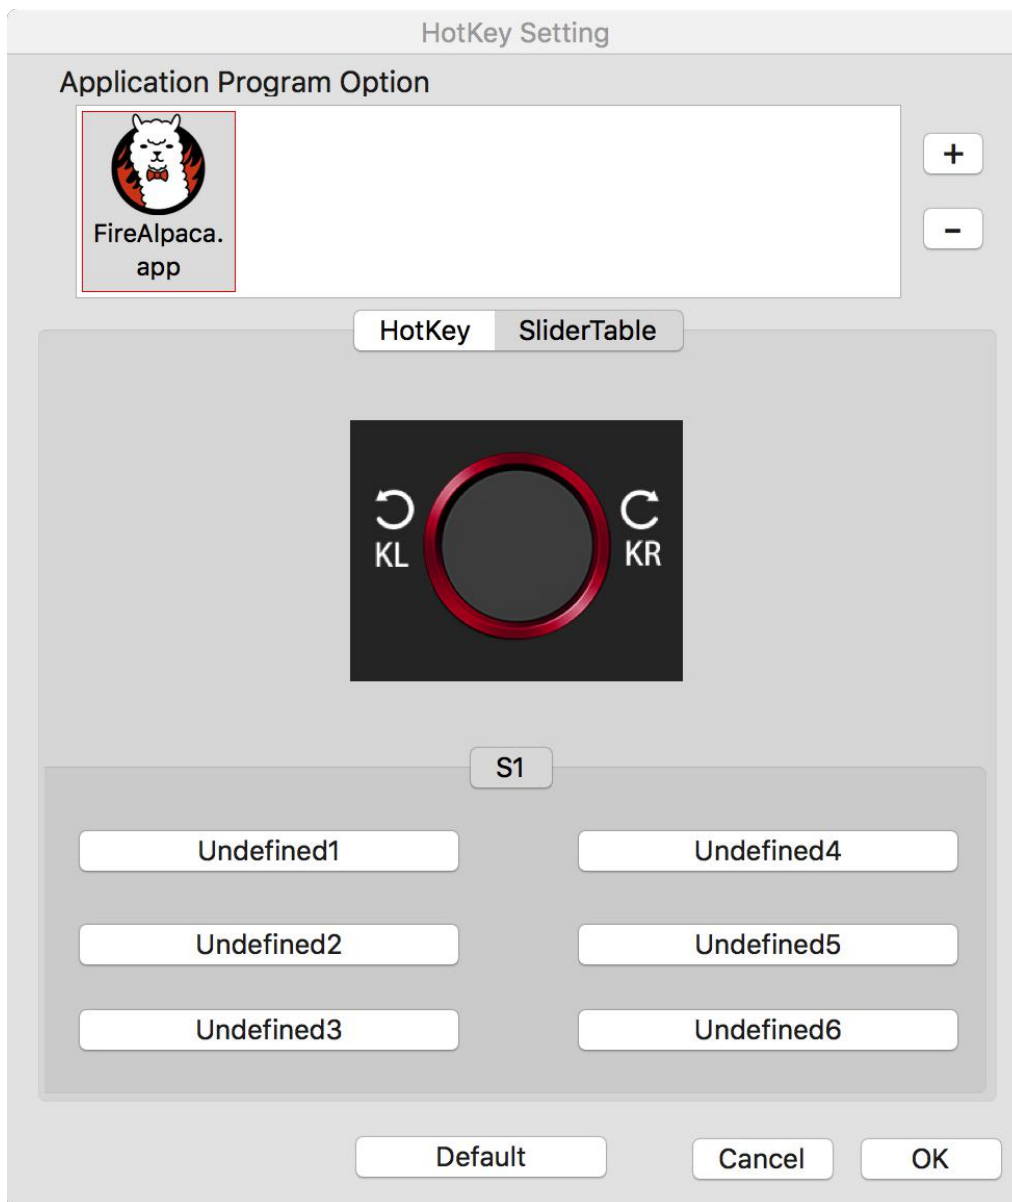 HotKey Setting
Application Program Option
FireAlpaca.
app
+
-
HotKey SliderTable
KL KR
S1
Undefined1 Undefined4
Undefined2 Undefined5
Undefined3 Undefined6
Default Cancel OK